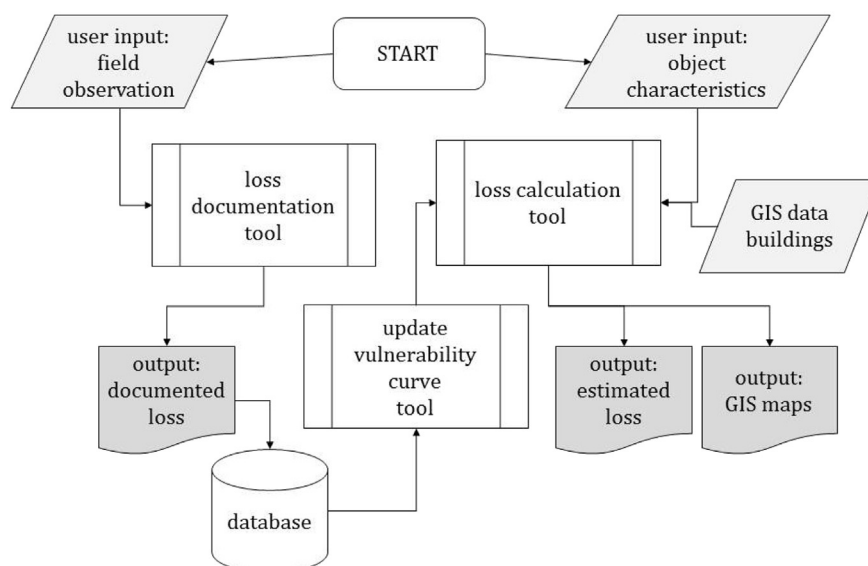 user input:
field
observation
START
user input:
object
characteristics
loss
documentation
tool
loss calculation
tool
GIS data
buildings
update
vulnerability
curve
tool
output:
documented
loss
output:
estimated
loss
output:
GIS maps
database